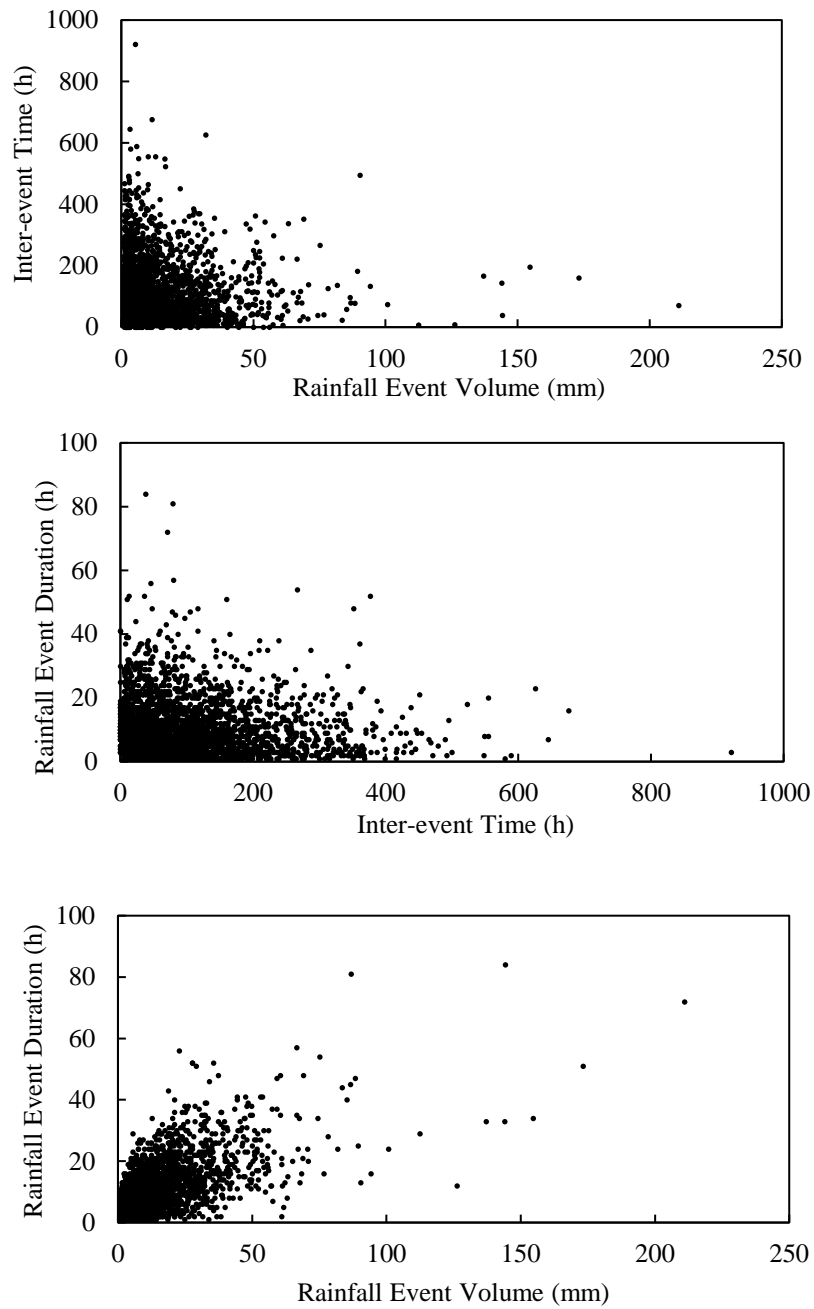 1000
800
600
400
200
0
Inter-event Time (h)
0 50 100 150 200 250
Rainfall Event Volume (mm)
100
80
60
40
20
0
Rainfall Event Duration (h)
0 200 400 600 800 1000
Inter-event Time (h)
100
80
60
40
20
0
Rainfall Event Duration (h)
0 50 100 150 200 250
Rainfall Event Volume (mm)